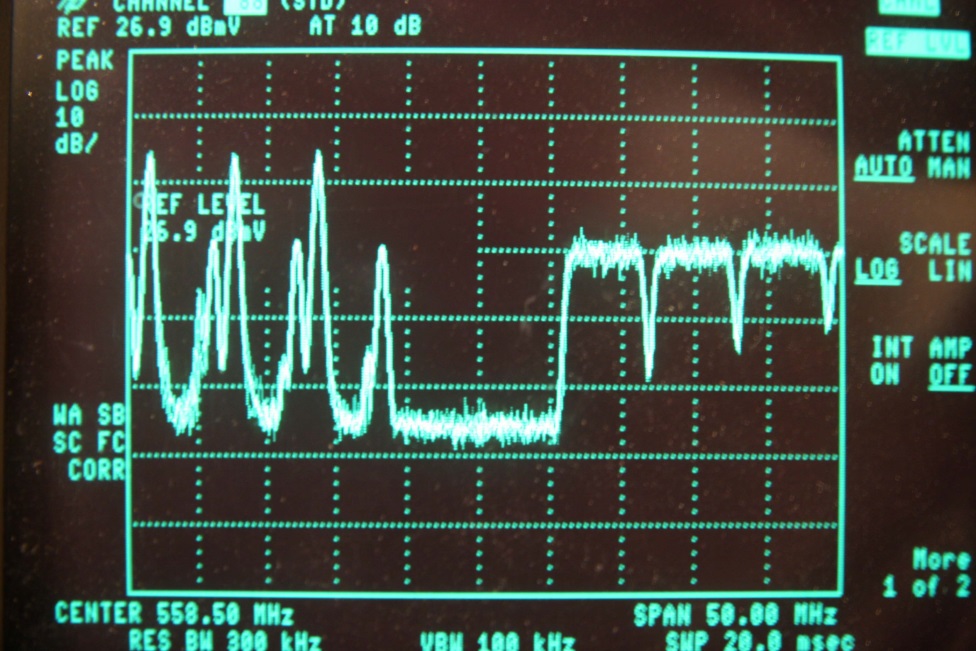 CHANNEL (STD)
REF 26.9 dBmV AT 10 dB
REF LVL
PEAK
LOG
10
dB/
ATTEN
AUTO MAN
REF LEVEL
26.9 dBmV
SCALE
LOG LIN
INT AMP
ON OFF
WA SB
SC FC
CORR
More
1 of 2
CENTER 558.50 MHz SPAN 50.00 MHz
RES BW 300 kHz VBW 100 kHz SWP 20.0 msec